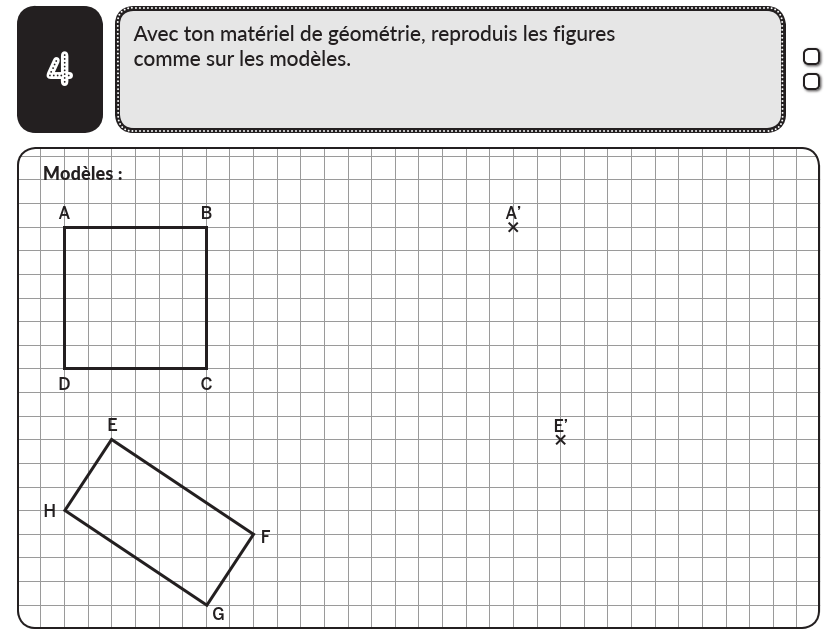 4
Avec ton matériel de géométrie, reproduis les figures
comme sur les modèles.
Modèles :
A B A’
D C
E E’
H F
G